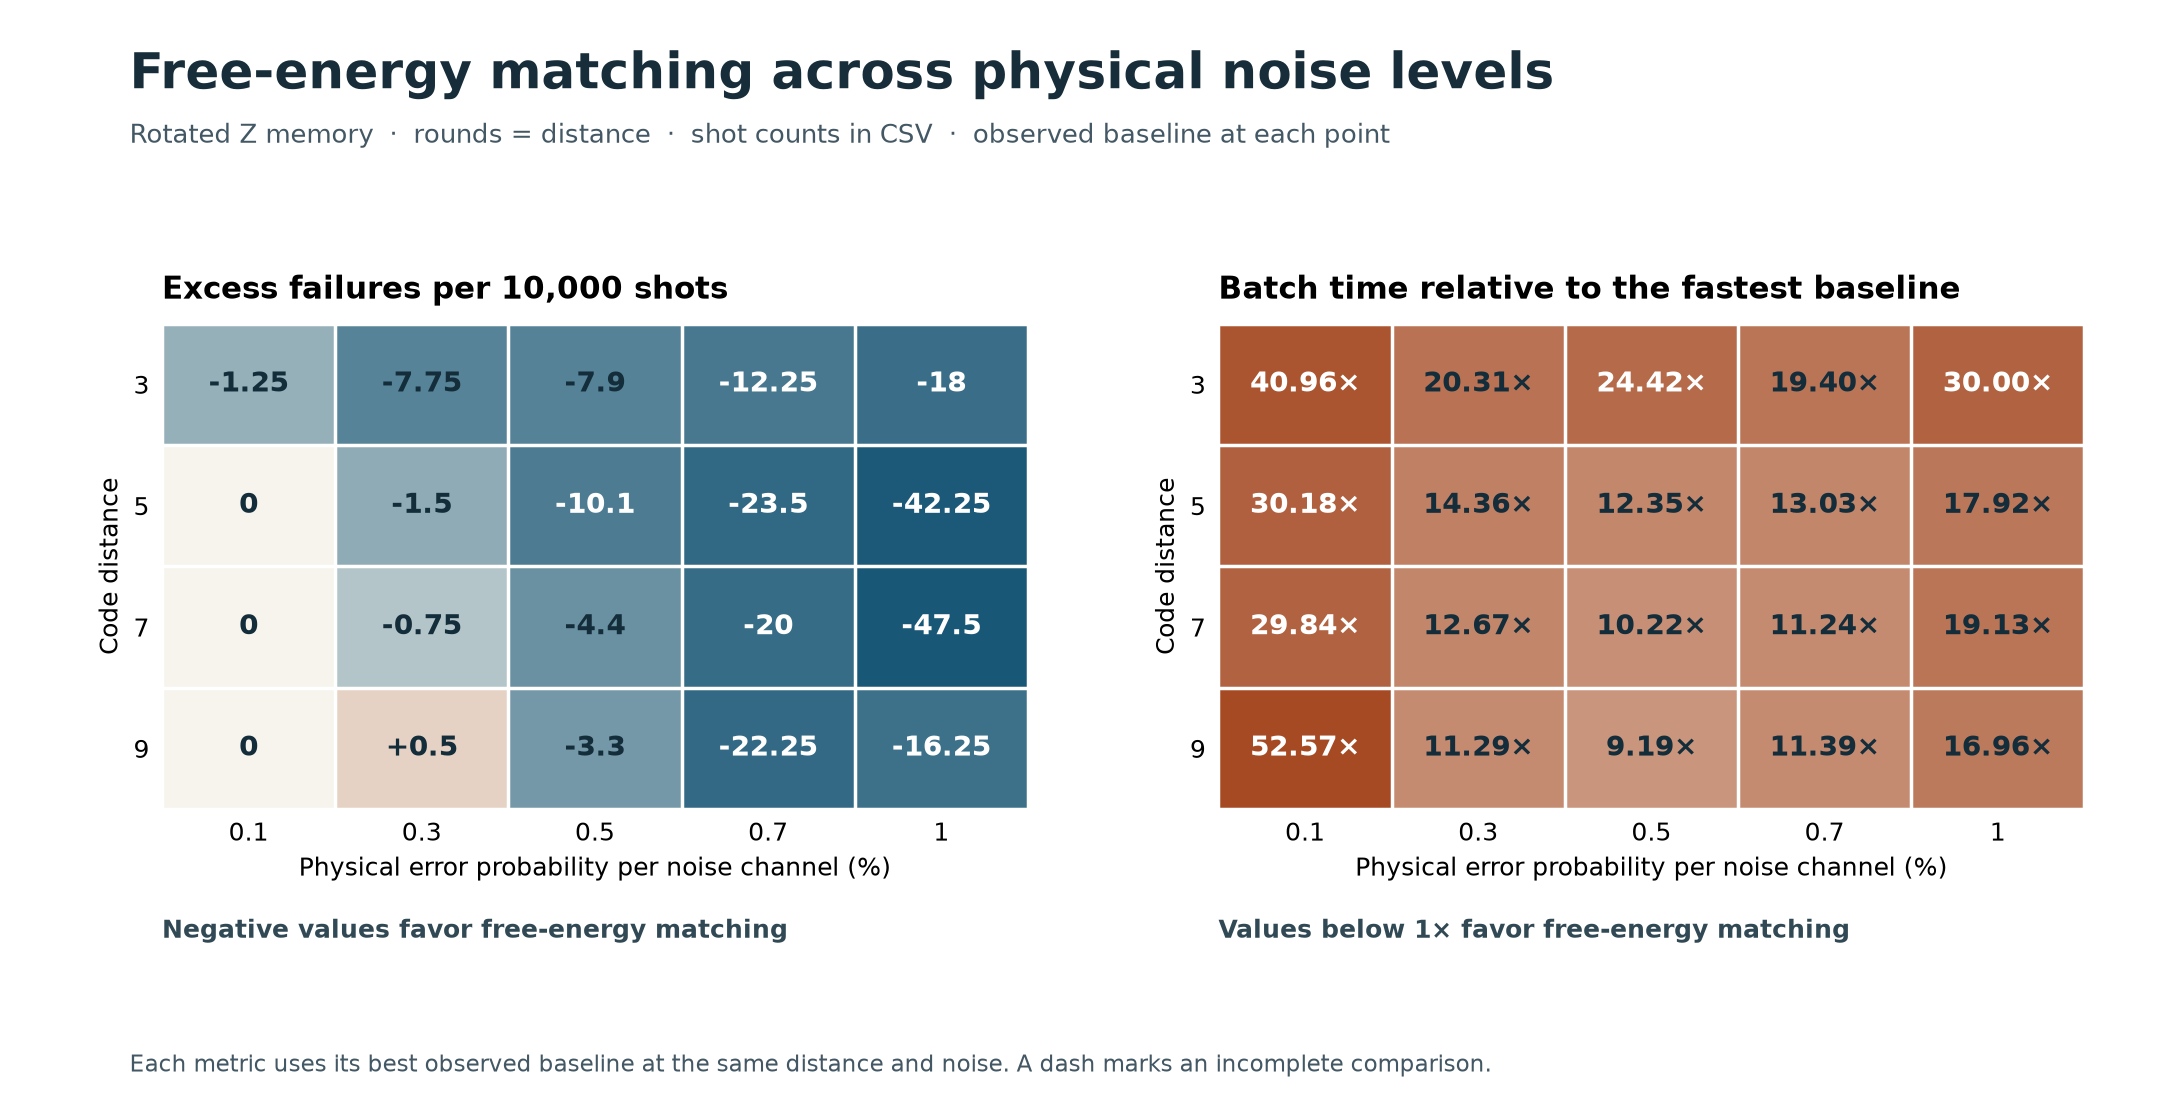 Free-energy matching across physical noise levels
Rotated Z memory · rounds = distance · shot counts in CSV · observed baseline at each point
Excess failures per 10,000 shots
Code distance
3 -1.25 -7.75 -7.9 -12.25 -18
5 0 -1.5 -10.1 -23.5 -42.25
7 0 -0.75 -4.4 -20 -47.5
9 0 +0.5 -3.3 -22.25 -16.25
0.1 0.3 0.5 0.7 1
Physical error probability per noise channel (%)
Negative values favor free-energy matching
Batch time relative to the fastest baseline
Code distance
3 40.96× 20.31× 24.42× 19.40× 30.00×
5 30.18× 14.36× 12.35× 13.03× 17.92×
7 29.84× 12.67× 10.22× 11.24× 19.13×
9 52.57× 11.29× 9.19× 11.39× 16.96×
0.1 0.3 0.5 0.7 1
Physical error probability per noise channel (%)
Values below 1× favor free-energy matching
Each metric uses its best observed baseline at the same distance and noise. A dash marks an incomplete comparison.